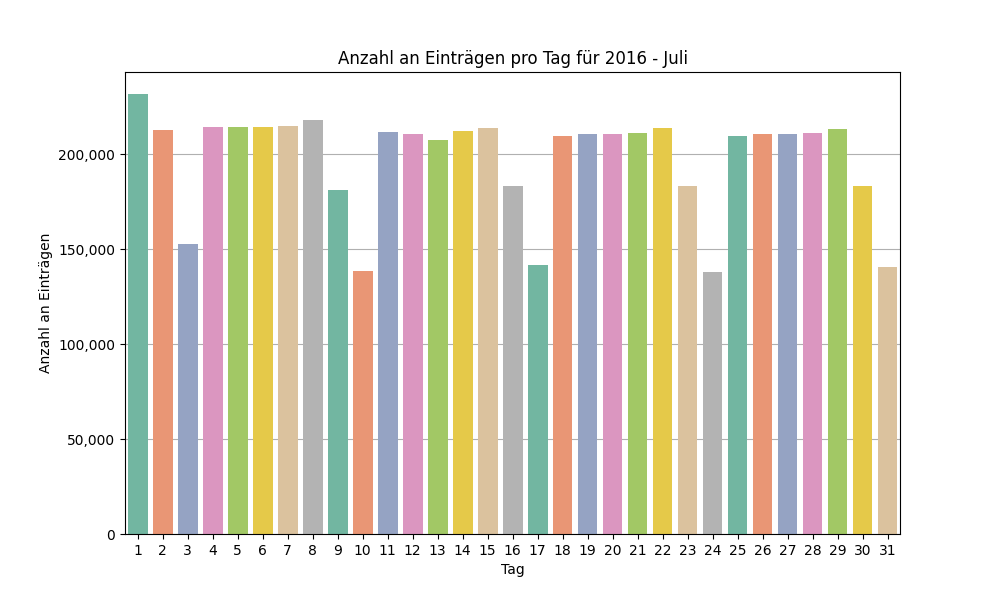 Anzahl an Einträgen pro Tag für 2016 - Juli
Anzahl an Einträgen
200,000
150,000
100,000
50,000
0
1 2 3 4 5 6 7 8 9 10 11 12 13 14 15 16 17 18 19 20 21 22 23 24 25 26 27 28 29 30 31
Tag